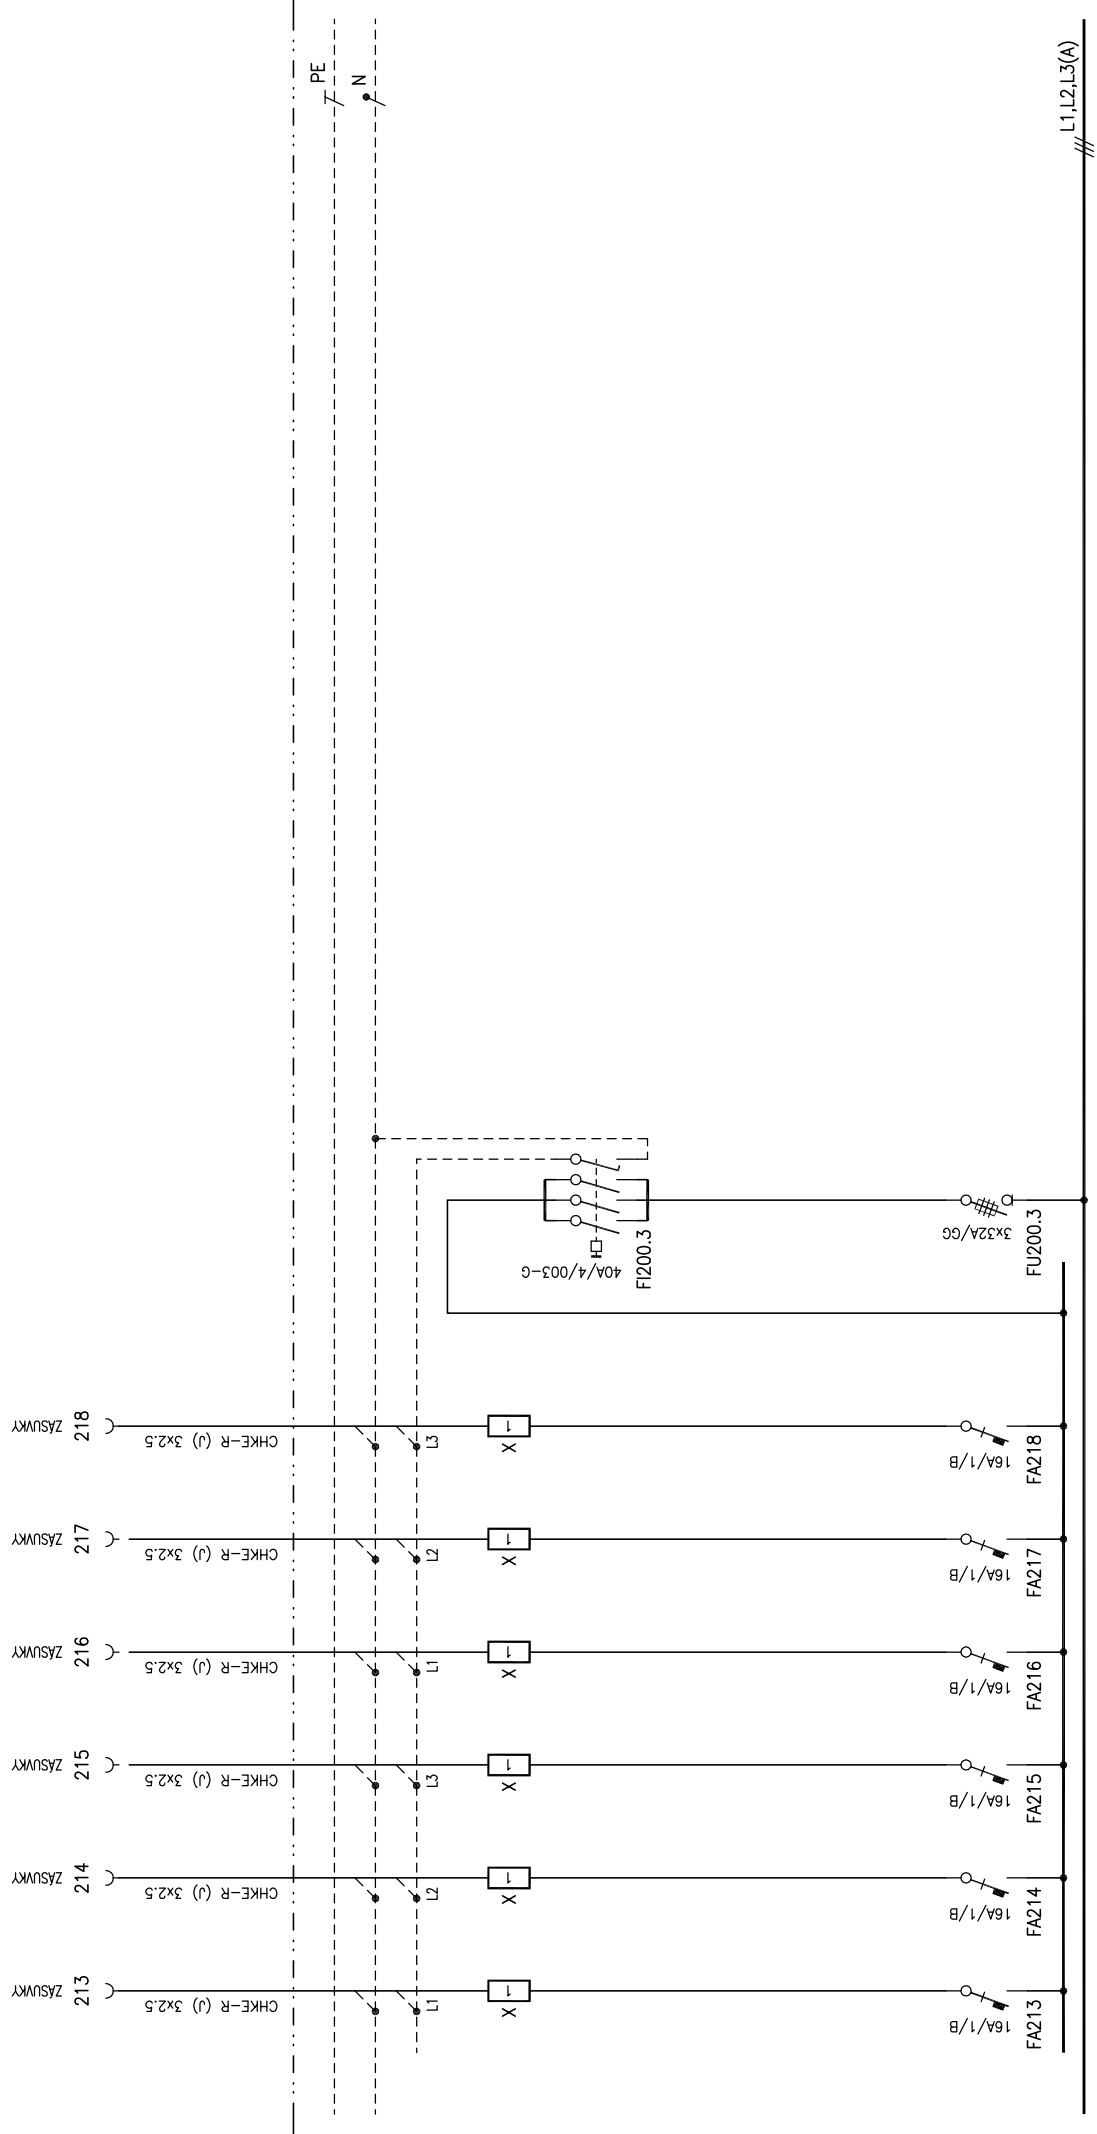 PE
N
L1,L2,L3(A)
40A/4/003-G
FI200.3
3x32A/GG
FU200.3
ZÁSUVKY
218
CHKE-R (J) 3x2.5
L3
1
X
16A/1/B
FA218
ZÁSUVKY
217
CHKE-R (J) 3x2.5
L2
1
X
16A/1/B
FA217
ZÁSUVKY
216
CHKE-R (J) 3x2.5
L1
1
X
16A/1/B
FA216
ZÁSUVKY
215
CHKE-R (J) 3x2.5
L3
1
X
16A/1/B
FA215
ZÁSUVKY
214
CHKE-R (J) 3x2.5
L2
1
X
16A/1/B
FA214
ZÁSUVKY
213
CHKE-R (J) 3x2.5
L1
1
X
16A/1/B
FA213